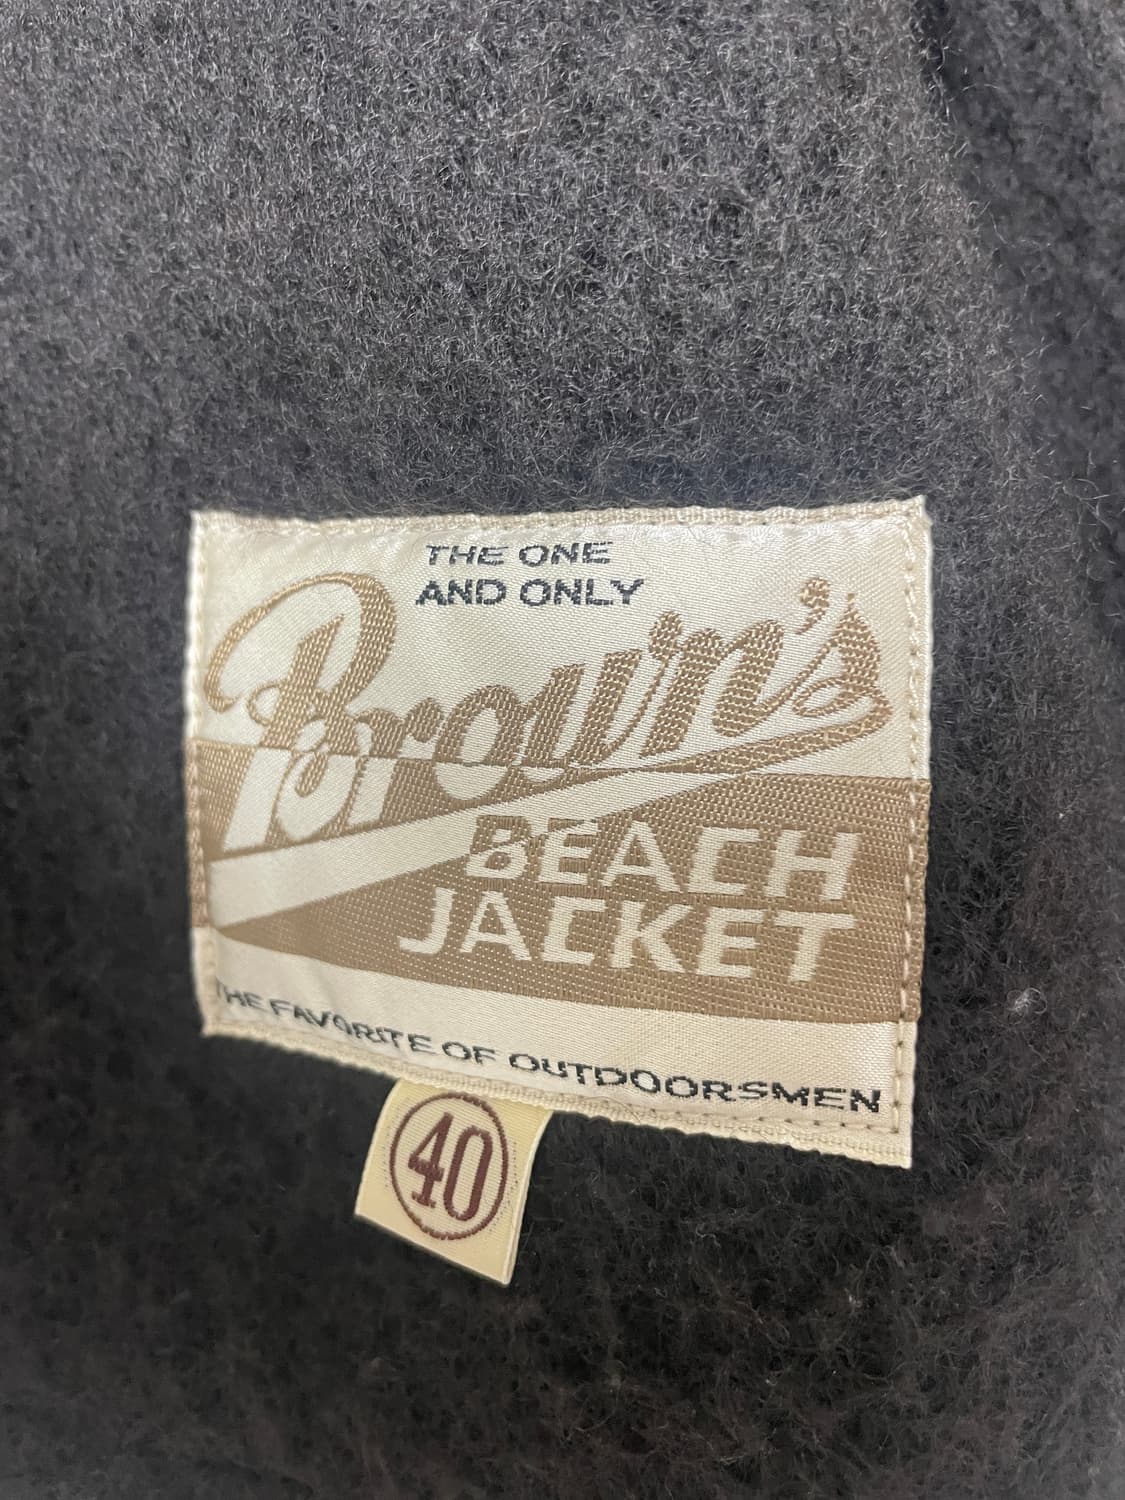 THE ONE
AND ONLY
Brown's
BEACH
JACKET
THE FAVORITE OF OUTDOORSMEN
40